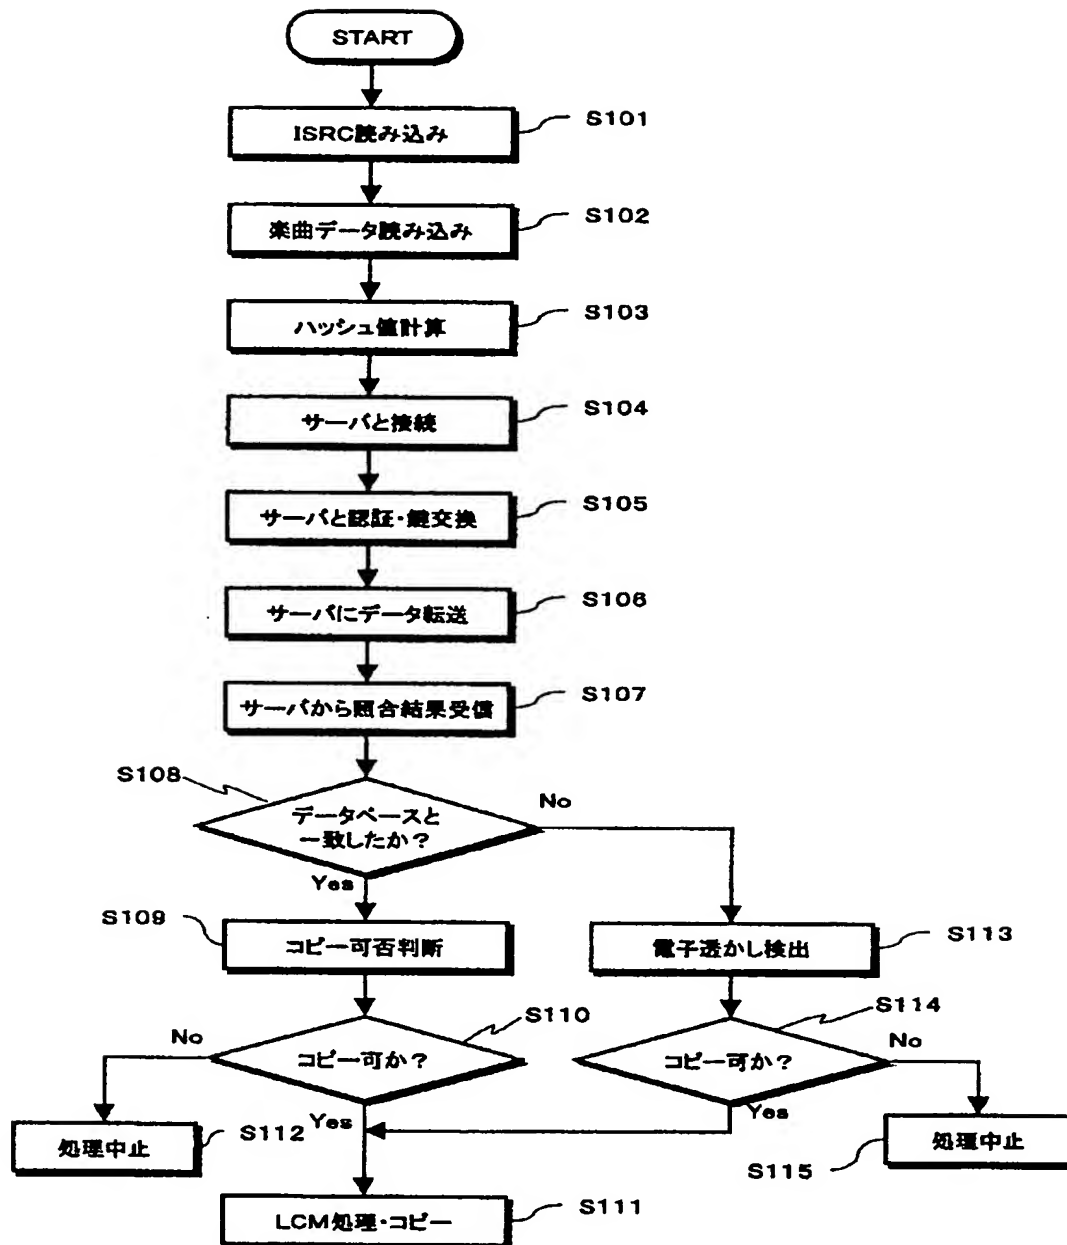 START
ISRC読み込み
S101
楽曲データ読み込み
S102
ハッシュ値計算
S103
サーバと接続
S104
サーバと認証・鍵交換
S105
サーバにデータ転送
S106
サーバから照合結果受信
S107
S108
データベースと
一致したか？
No
Yes
S109
コピー可否判断
電子透かし検出
S113
No
コピー可か？
S110
コピー可か？
S114
No
処理中止
S112
Yes
Yes
処理中止
S115
LCM処理・コピー
S111